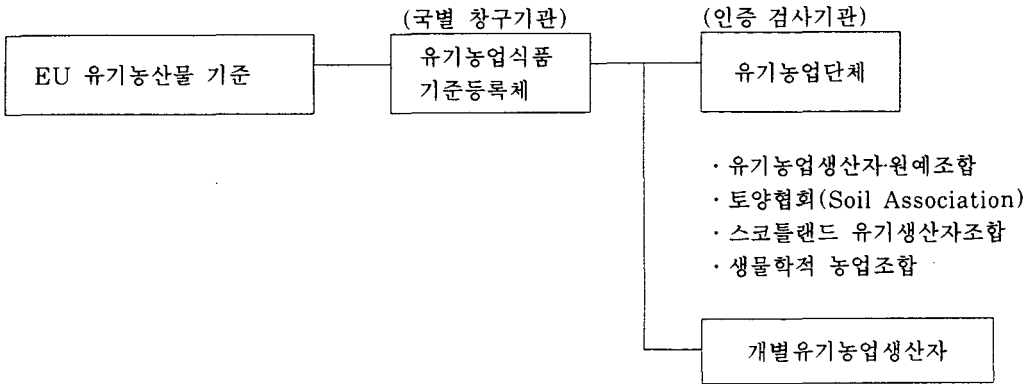 (국별 창구기관)
(인증 검사기관)
EU 유기농산물 기준
유기농업식품
기준등록체
유기농업단체
· 유기농업생산자·원예조합
· 토양협회(Soil Association)
· 스코틀랜드 유기생산자조합
· 생물학적 농업조합
개별유기농업생산자